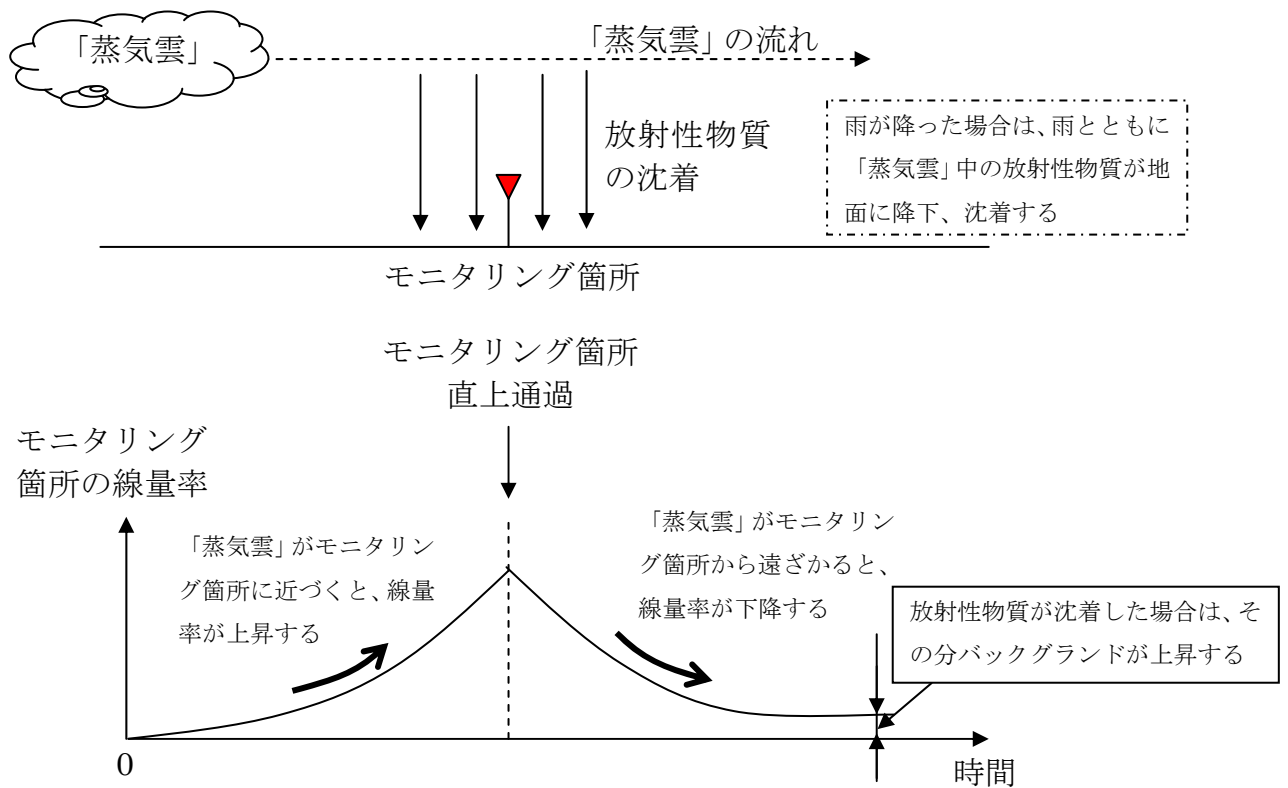 「蒸気雲」
「蒸気雲」の流れ
放射性物質
の沈着
雨が降った場合は、雨とともに
「蒸気雲」中の放射性物質が地
面に降下、沈着する
モニタリング箇所
モニタリング箇所
直上通過
モニタリング
箇所の線量率
「蒸気雲」がモニタリン
グ箇所に近づくと、線量
率が上昇する
「蒸気雲」がモニタリン
グ箇所から遠ざかると、
線量率が下降する
放射性物質が沈着した場合は、そ
の分バックグランドが上昇する
0
時間